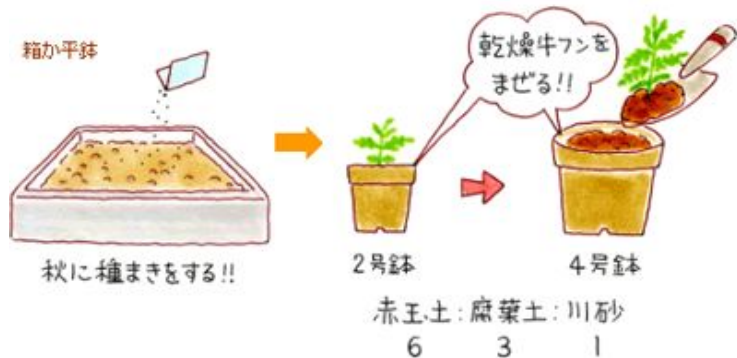 箱か平鉢
秋に種まきをする!!
乾燥牛フンを
まぜる!!
2号鉢
4号鉢
赤玉土:腐葉土:川砂
6 3 1